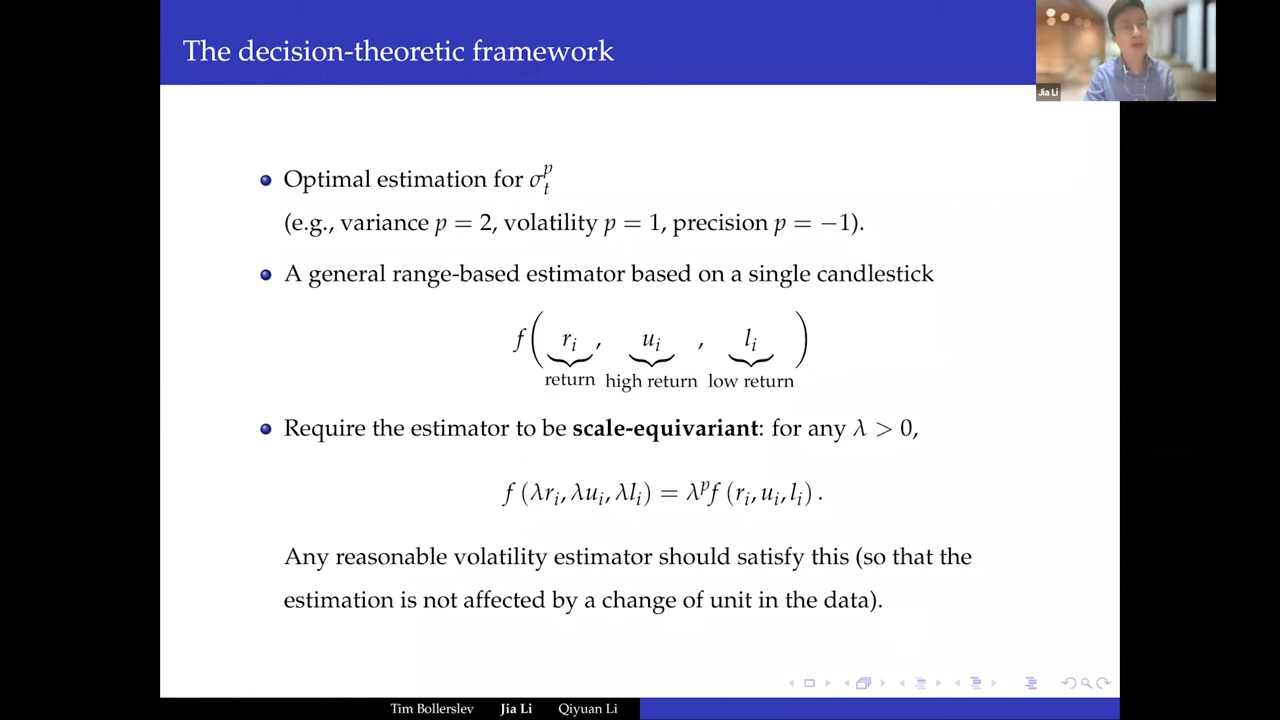 The decision-theoretic framework
Jia Li
Optimal estimation for σ_t^p
(e.g., variance p = 2, volatility p = 1, precision p = −1).
A general range-based estimator based on a single candlestick
f( r_i , u_i , l_i )
return high return low return
Require the estimator to be scale-equivariant: for any λ > 0,
f (λr_i, λu_i, λl_i) = λ^p f (r_i, u_i, l_i) .
Any reasonable volatility estimator should satisfy this (so that the
estimation is not affected by a change of unit in the data).
Tim Bollerslev Jia Li Qiyuan Li